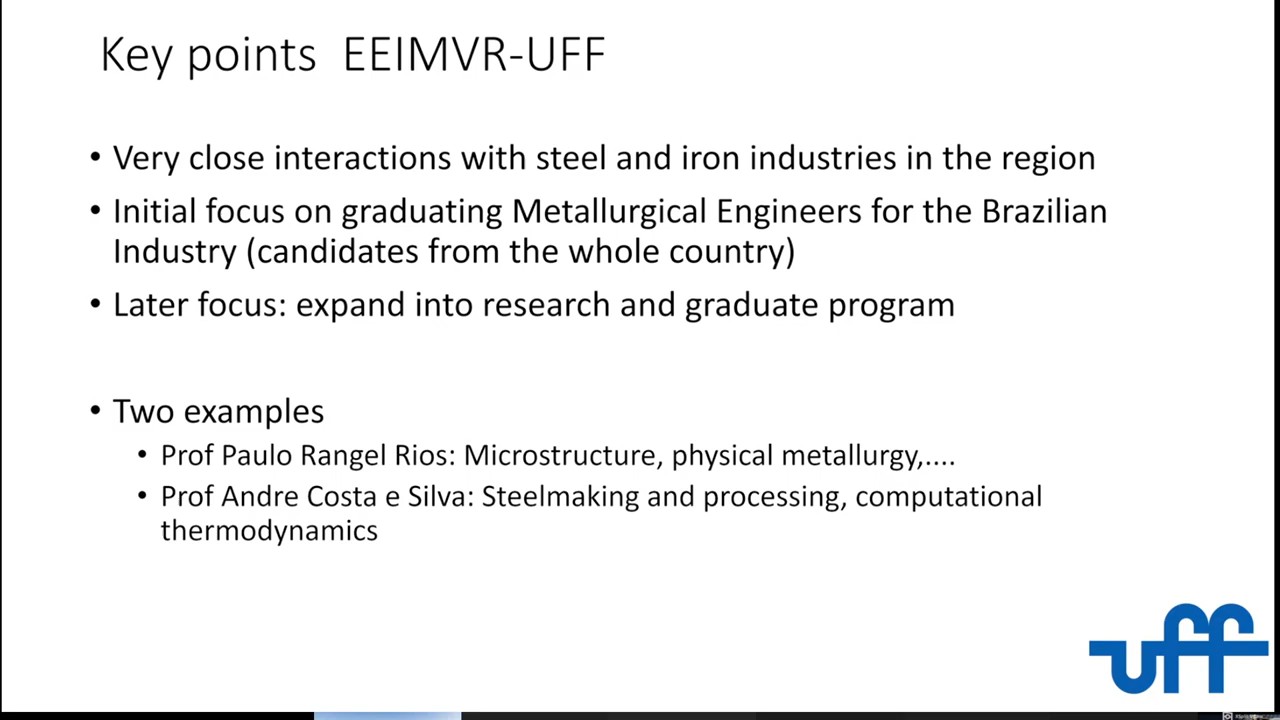 Key points EEIMVR-UFF
• Very close interactions with steel and iron industries in the region
• Initial focus on graduating Metallurgical Engineers for the Brazilian
Industry (candidates from the whole country)
• Later focus: expand into research and graduate program
• Two examples
• Prof Paulo Rangel Rios: Microstructure, physical metallurgy,....
• Prof Andre Costa e Silva: Steelmaking and processing, computational
thermodynamics
uff